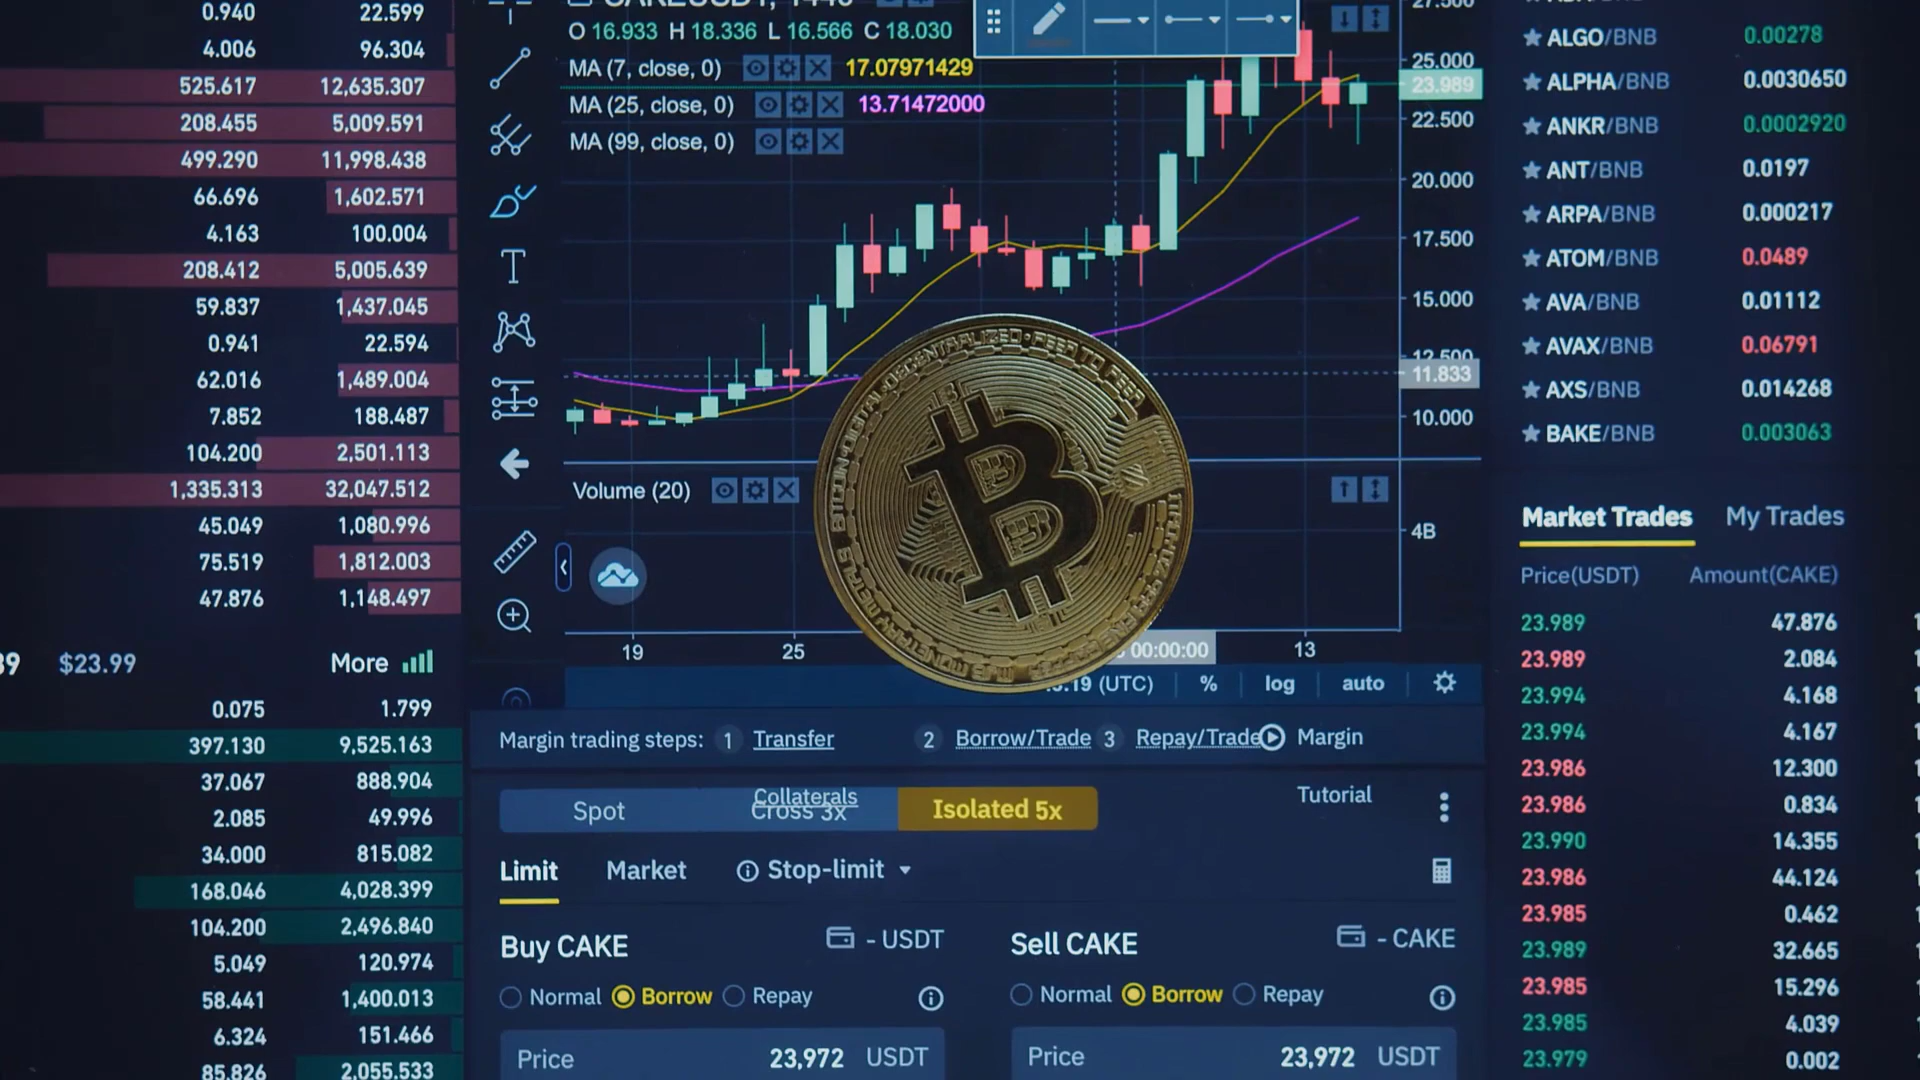 0.940 22.599
4.006 96.304
525.617 12,635.307
208.455 5,009.591
499.290 11,998.438
66.696 1,602.571
4.163 100.004
208.412 5,005.639
59.837 1,437.045
0.941 22.594
62.016 1,489.004
7.852 188.487
104.200 2,501.113
1,335.313 32,047.512
45.049 1,080.996
75.519 1,812.003
47.876 1,148.497
$23.99 More
0.075 1.799
397.130 9,525.163
37.067 888.904
2.085 49.996
34.000 815.082
168.046 4,028.399
104.200 2,496.840
5.049 120.974
58.441 1,400.013
6.324 151.466
85.826 2,055.533
O 16.933 H 18.336 L 16.566 C 18.030
MA (7, close, 0) 17.07971429
MA (25, close, 0) 13.71472000
MA (99, close, 0)
27.500
25.000
23.989
22.500
20.000
17.500
15.000
12.500
11.833
10.000
Volume (20)
4B
BITCOIN • DIGITAL • DECENTRALIZED • PEER TO PEER
19 25 00:00:00 13
(UTC) % log auto
Margin trading steps: 1 Transfer 2 Borrow/Trade 3 Repay/Trade Margin
Collaterals Tutorial
Spot Cross 3x Isolated 5x
Limit Market Stop-limit
Buy CAKE - USDT
Normal Borrow Repay
Price 23,972 USDT
Sell CAKE - CAKE
Normal Borrow Repay
Price 23,972 USDT
ALGO/BNB 0.00278
ALPHA/BNB 0.0030650
ANKR/BNB 0.0002920
ANT/BNB 0.0197
ARPA/BNB 0.000217
ATOM/BNB 0.0489
AVA/BNB 0.01112
AVAX/BNB 0.06791
AXS/BNB 0.014268
BAKE/BNB 0.003063
Market Trades My Trades
Price(USDT) Amount(CAKE)
23.989 47.876
23.989 2.084
23.994 4.168
23.994 4.167
23.986 12.300
23.986 0.834
23.990 14.355
23.986 44.124
23.985 0.462
23.989 32.665
23.985 15.296
23.985 4.039
23.979 0.002